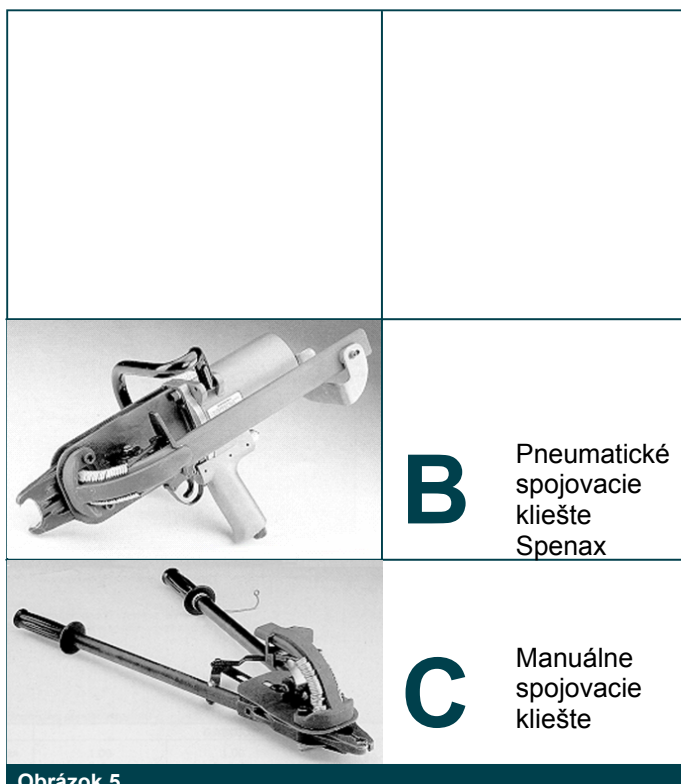 B
Pneumatické
spojovacie
kliešte
Spenax
C
Manuálne
spojovacie
kliešte
Obrázok 5